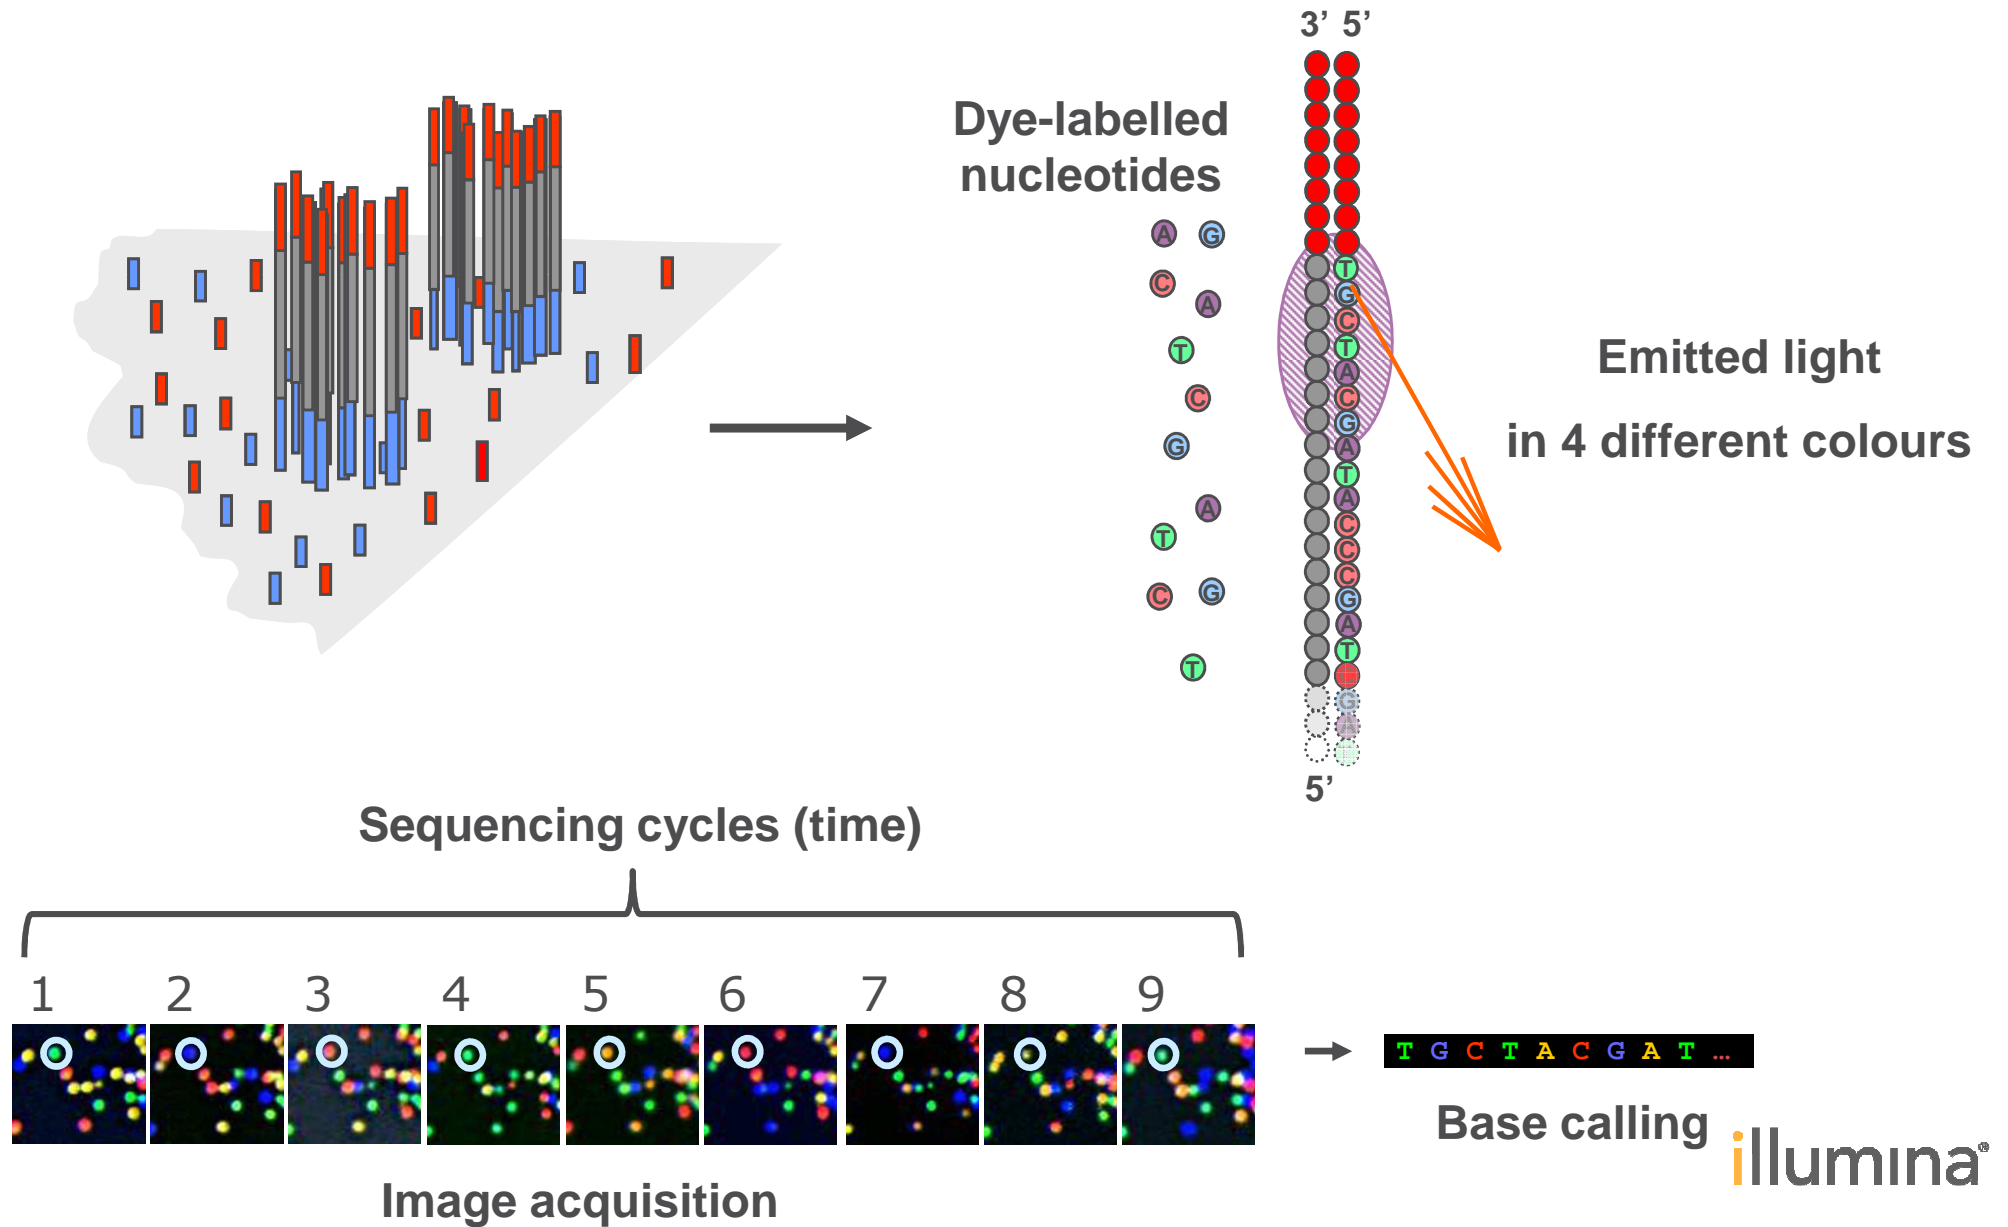 3’ 5’
Dye-labelled
nucleotides
A G
C
A
T
C
G
A
T
C G
T
T
G
C
T
A
C
G
A
T
A
C
C
C
G
A
T
G
A
5’
Emitted light
in 4 different colours
Sequencing cycles (time)
1 2 3 4 5 6 7 8 9
T G C T A C G A T ...
Base calling
Image acquisition
illumina®